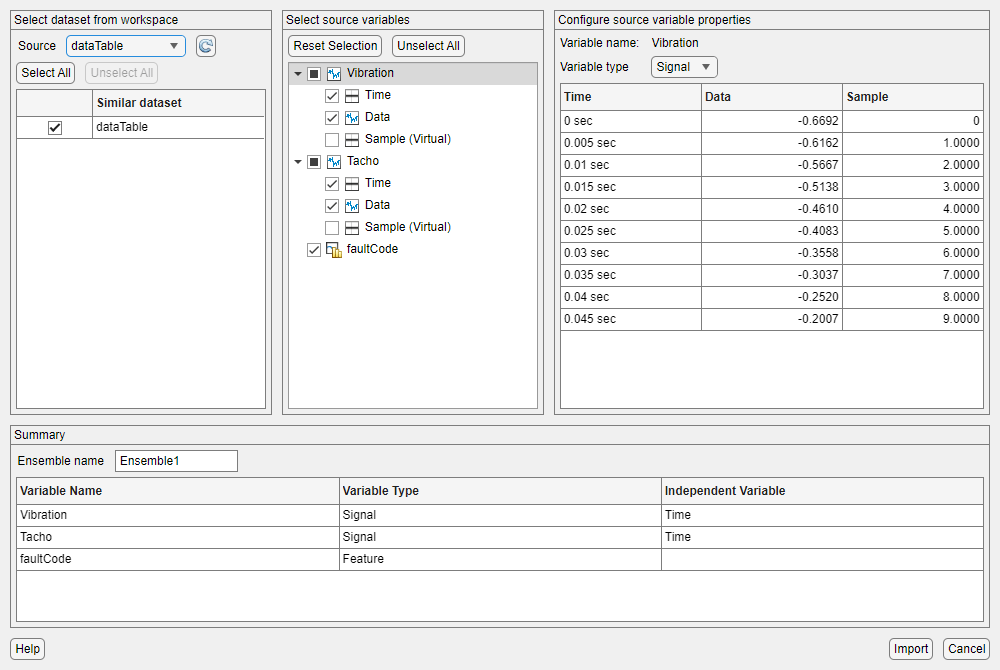 Select dataset from workspace
Source dataTable
Select All Unselect All
Similar dataset
dataTable
Select source variables
Reset Selection Unselect All
Vibration
Time
Data
Sample (Virtual)
Tacho
Time
Data
Sample (Virtual)
faultCode
Configure source variable properties
Variable name: Vibration
Variable type Signal
Time Data Sample
0 sec -0.6692 0
0.005 sec -0.6162 1.0000
0.01 sec -0.5667 2.0000
0.015 sec -0.5138 3.0000
0.02 sec -0.4610 4.0000
0.025 sec -0.4083 5.0000
0.03 sec -0.3558 6.0000
0.035 sec -0.3037 7.0000
0.04 sec -0.2520 8.0000
0.045 sec -0.2007 9.0000
Summary
Ensemble name Ensemble1
Variable Name Variable Type Independent Variable
Vibration Signal Time
Tacho Signal Time
faultCode Feature
Help Import Cancel